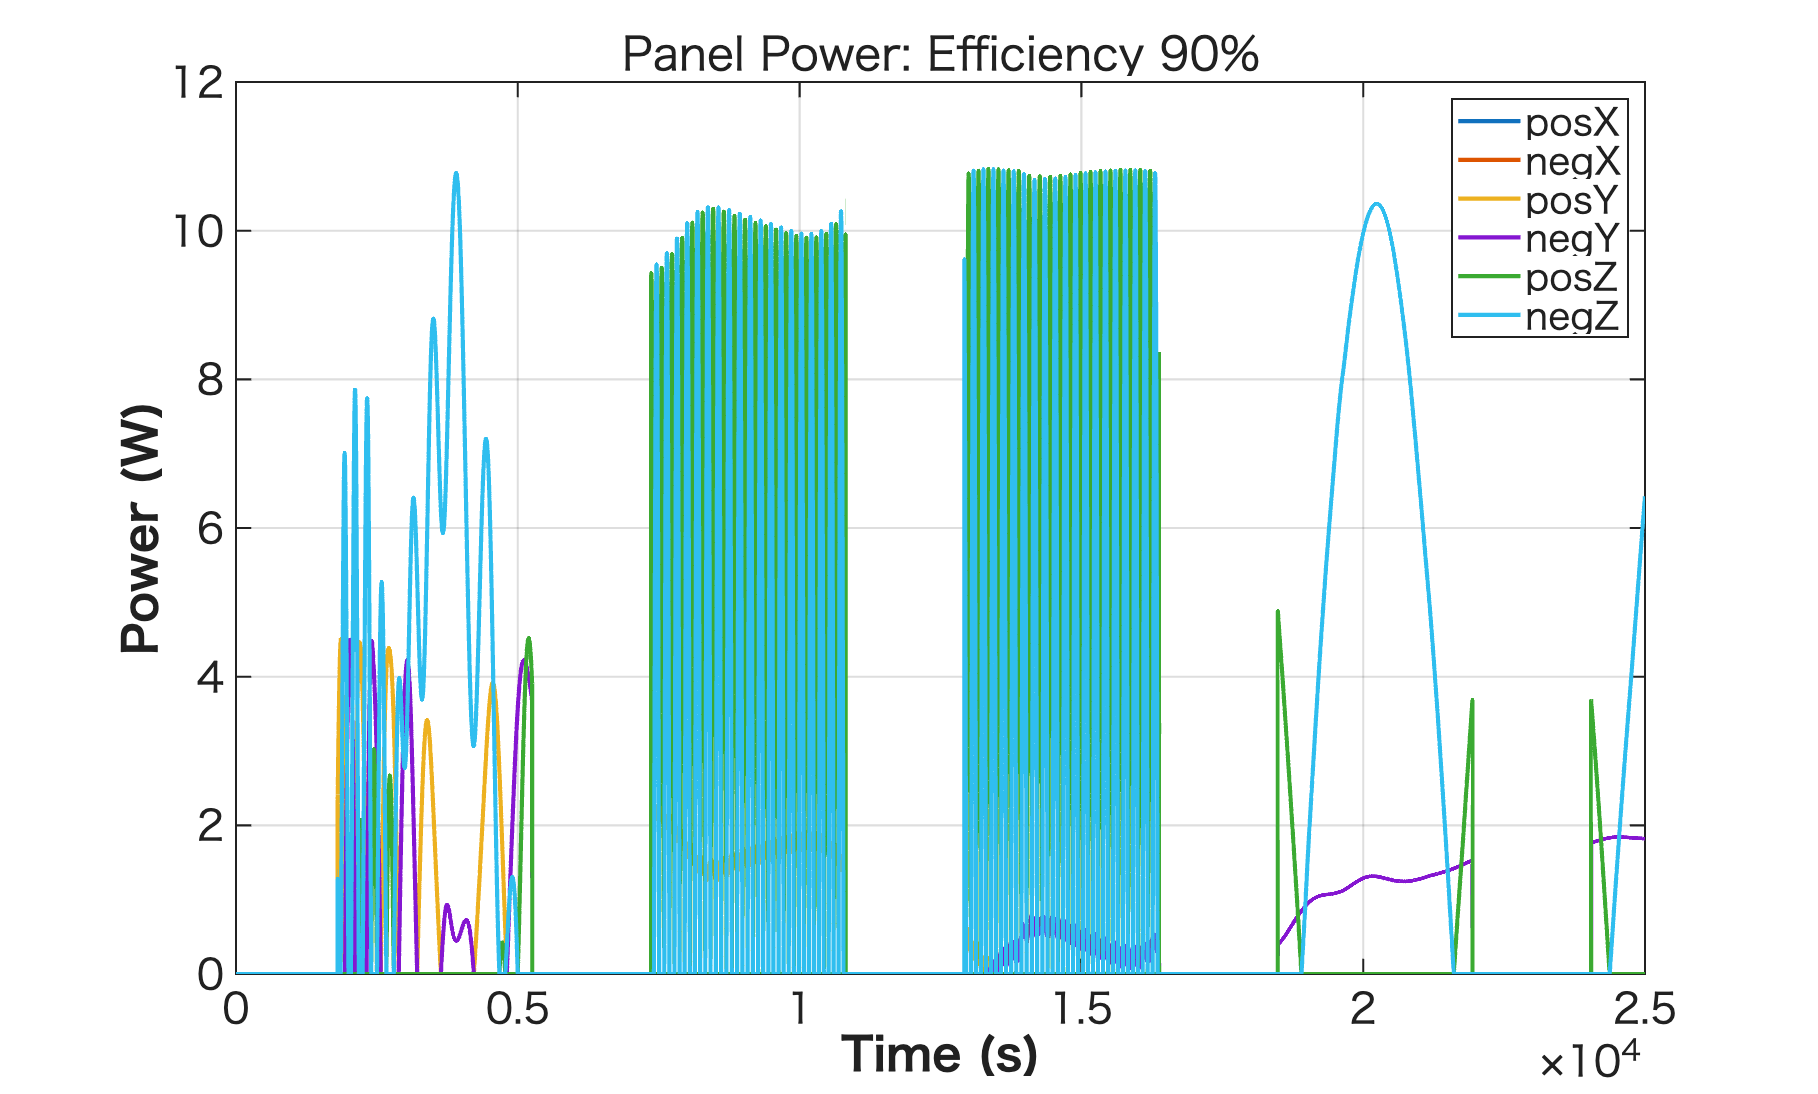 Panel Power: Efficiency 90%
12
10
8
6
4
2
0
Power (W)
posX
negX
posY
negY
posZ
negZ
0 0.5 1 1.5 2 2.5
Time (s)
×10⁴